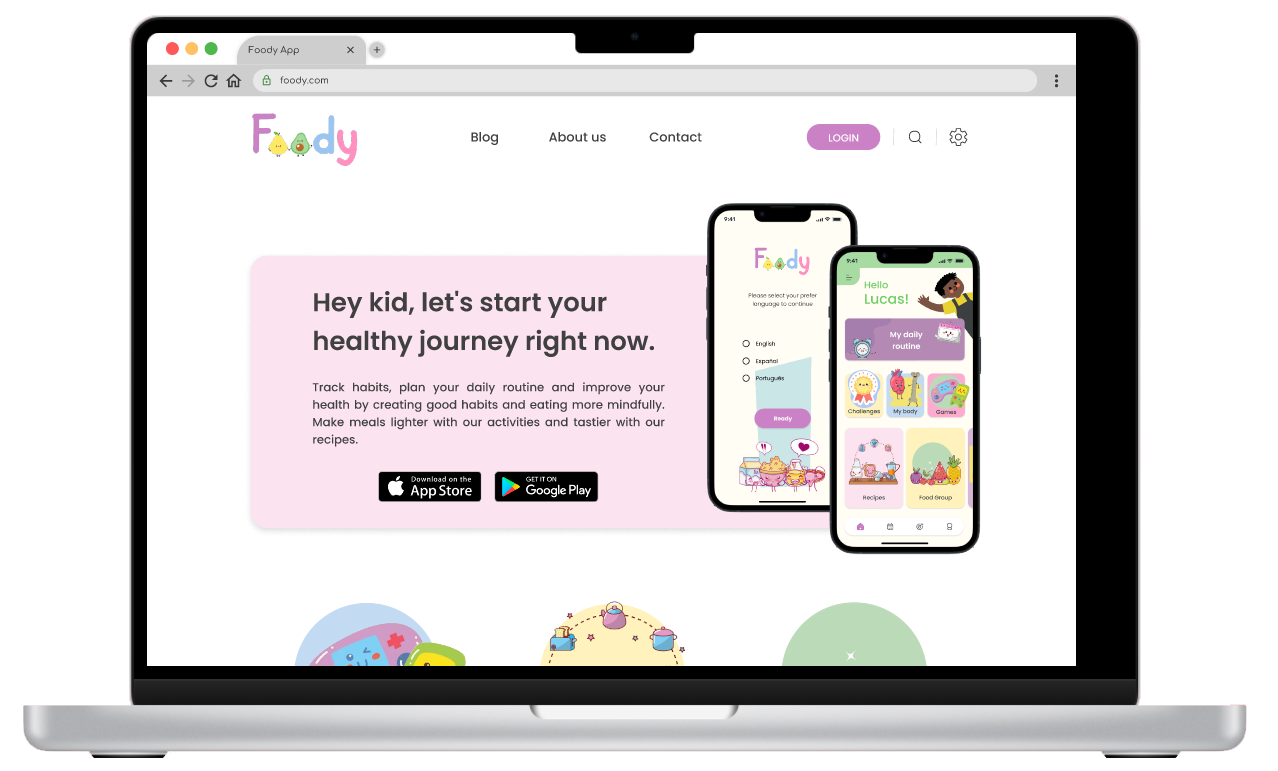 Foody App
foody.com
Foody
Blog
About us
Contact
LOGIN
Hey kid, let's start your
healthy journey right now.
Track habits, plan your daily routine and improve your
health by creating good habits and eating more mindfully.
Make meals lighter with our activities and tastier with our
recipes.
Download on the
App Store
GET IT ON
Google Play
9:41
Foody
Please select your prefer
language to continue
English
Español
Português
Ready
9:41
Hello
Lucas!
My daily
routine
Challenges
My body
Games
Recipes
Food Group